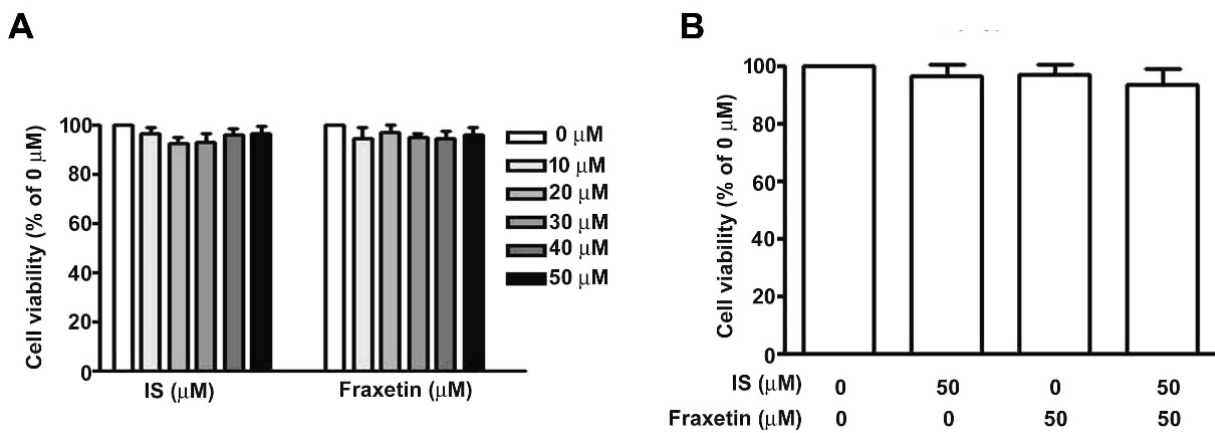 A
Cell viability (% of 0 μM)
100
80
60
40
20
0
IS (μM)
Fraxetin (μM)
0 μM
10 μM
20 μM
30 μM
40 μM
50 μM
B
Cell viability (% of 0 μM)
100
80
60
40
20
0
IS (μM) 0 50 0 50
Fraxetin (μM) 0 0 50 50